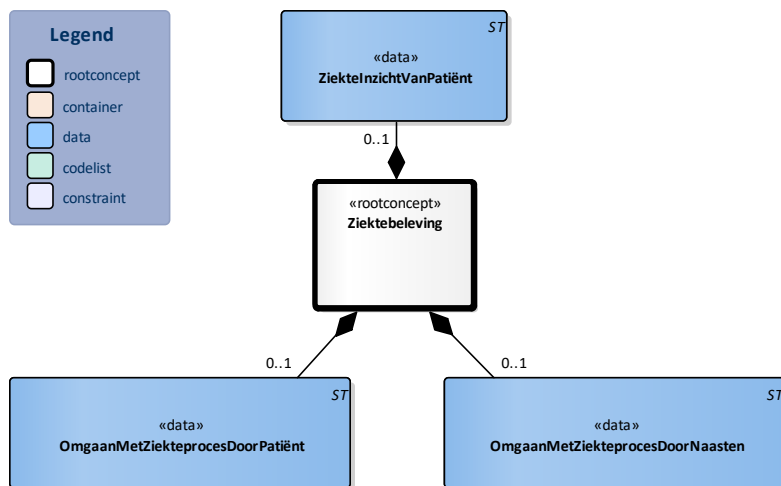 Legend
rootconcept
container
data
codelist
constraint
ST
«data»
ZiekteInzichtVanPatiënt
0..1
«rootconcept»
Ziektebeleving
0..1
0..1
ST
«data»
OmgaanMetZiekteprocesDoorPatiënt
ST
«data»
OmgaanMetZiekteprocesDoorNaasten